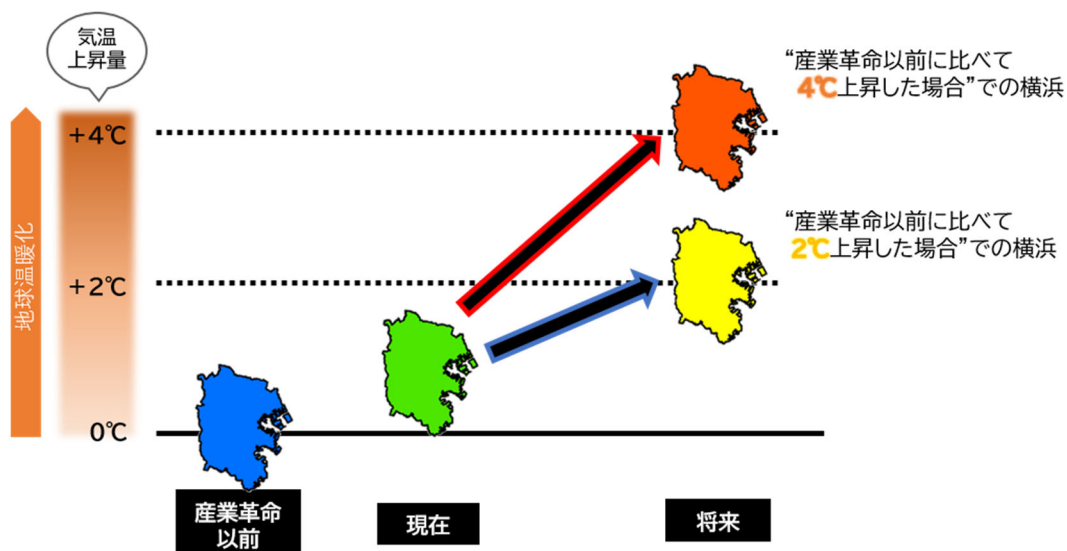 気温
上昇量
地球温暖化
+4℃
+2℃
0℃
“産業革命以前に比べて
4℃上昇した場合”での横浜
“産業革命以前に比べて
2℃上昇した場合”での横浜
産業革命
以前
現在
将来